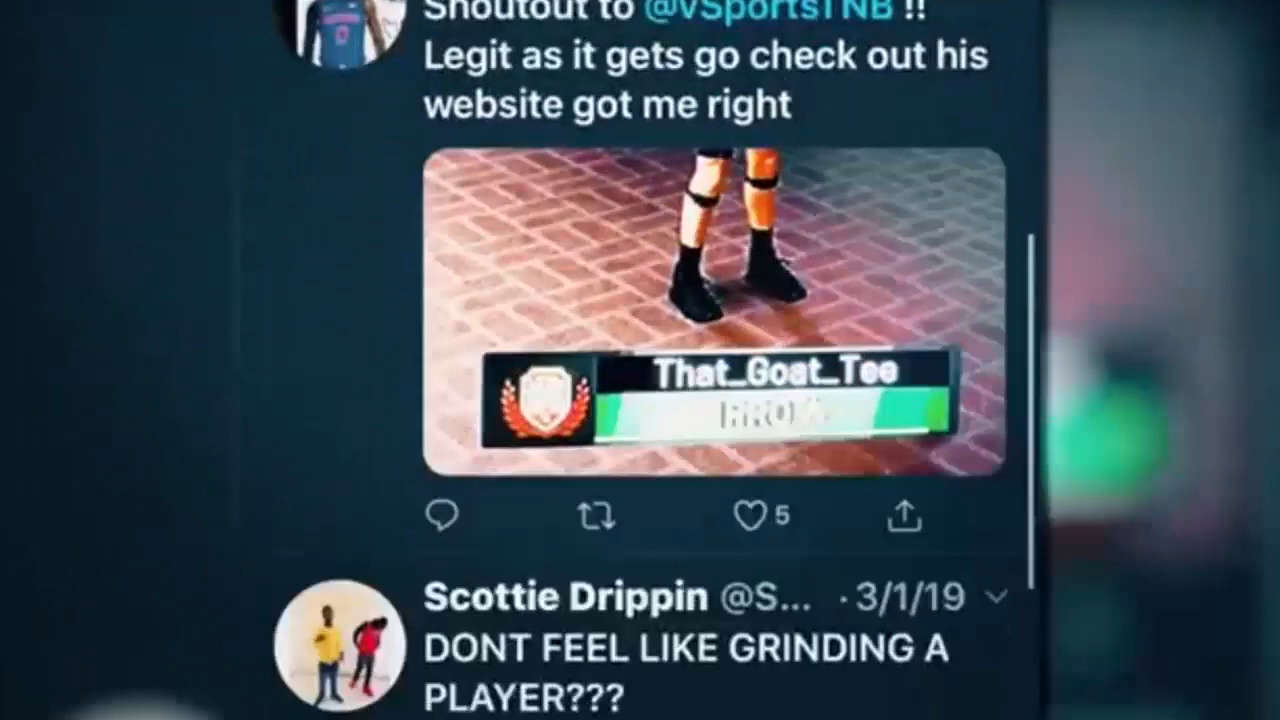 Shoutout to @vSportsTNB !!
Legit as it gets go check out his
website got me right
That_Goat_Tee
5
Scottie Drippin @S... · 3/1/19
DONT FEEL LIKE GRINDING A
PLAYER???